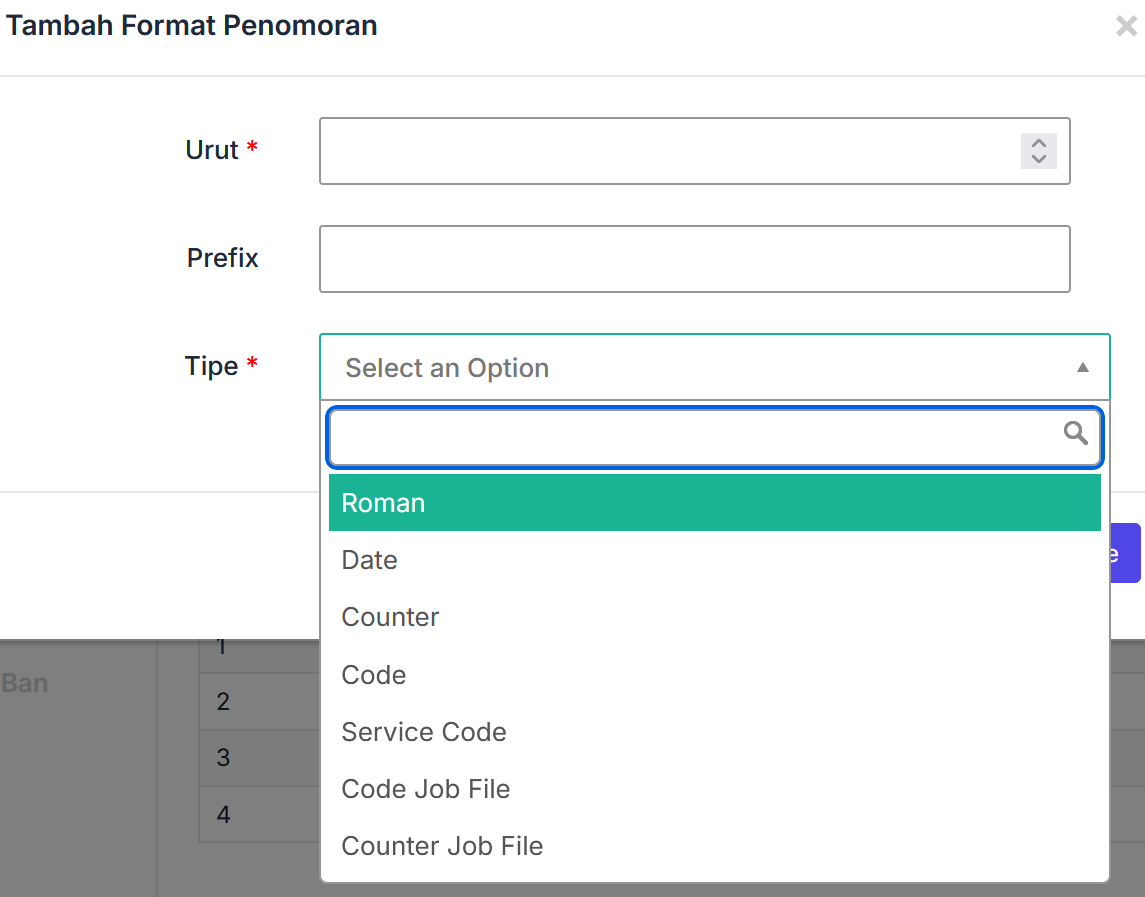 Tambah Format Penomoran
Urut *
Prefix
Tipe *
Select an Option
Roman
Date
Counter
Code
Service Code
Code Job File
Counter Job File
e
1
Ban
2
3
4